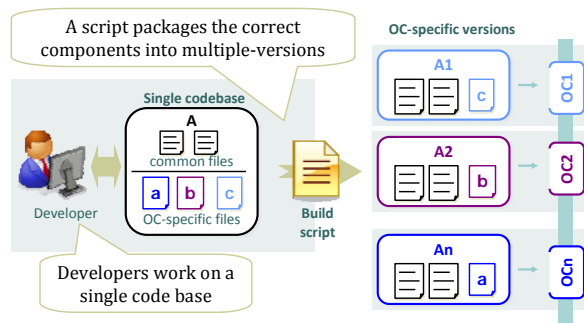 A script packages the correct
components into multiple-versions
OC-specific versions
Single codebase
A
common files
a b c
OC-specific files
Developer
Build
script
Developers work on a
single code base
A1
c
OC1
A2
b
OC2
An
a
OCn